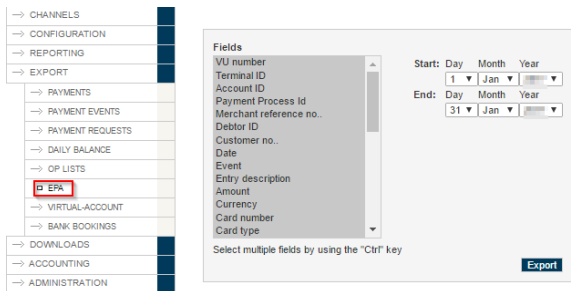 CHANNELS
CONFIGURATION
REPORTING
EXPORT
PAYMENTS
PAYMENT EVENTS
PAYMENT REQUESTS
DAILY BALANCE
OP LISTS
EPA
VIRTUAL-ACCOUNT
BANK BOOKINGS
DOWNLOADS
ACCOUNTING
ADMINISTRATION
Fields
VU number
Terminal ID
Account ID
Payment Process Id
Merchant reference no..
Debtor ID
Customer no..
Date
Event
Entry description
Amount
Currency
Card number
Card type
Select multiple fields by using the "Ctrl" key
Start: Day Month Year
1 Jan
End: Day Month Year
31 Jan
Export